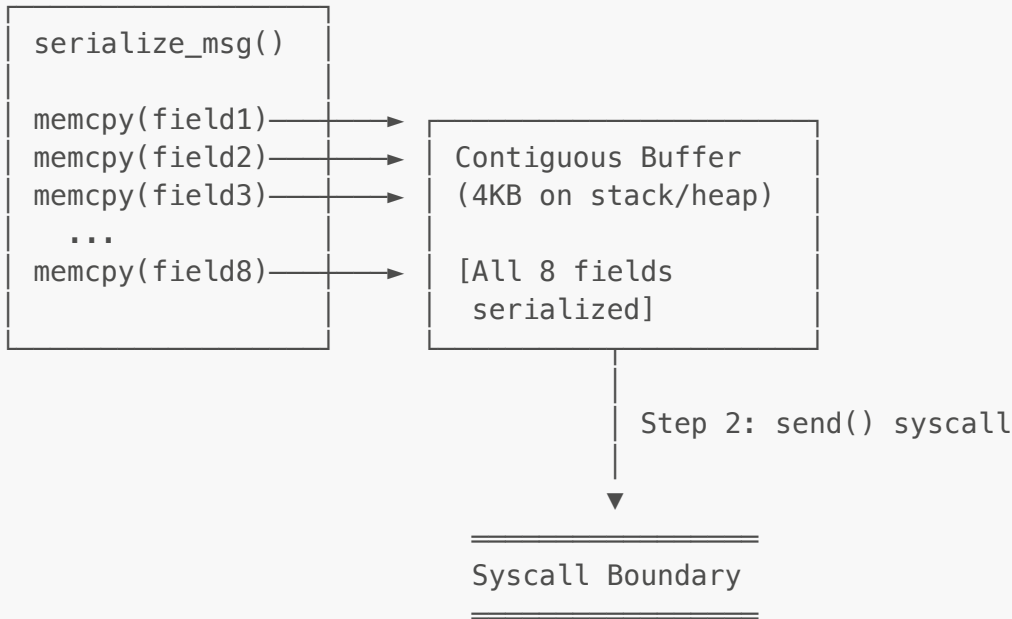 serialize_msg()
memcpy(field1)
memcpy(field2)
memcpy(field3)
...
memcpy(field8)
Contiguous Buffer
(4KB on stack/heap)
[All 8 fields
serialized]
Step 2: send() syscall
Syscall Boundary